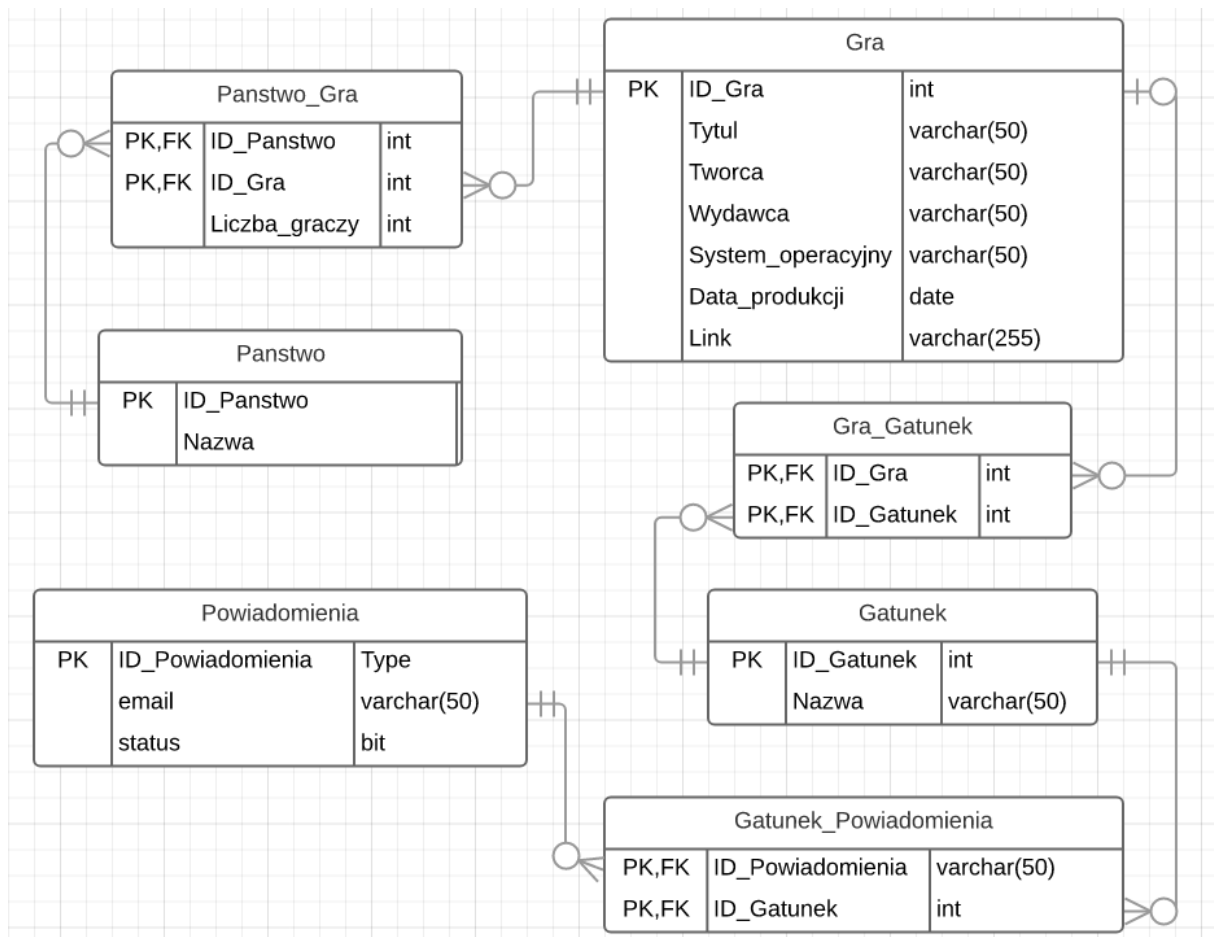 Gra
PK ID_Gra int
Tytul varchar(50)
Tworca varchar(50)
Wydawca varchar(50)
System_operacyjny varchar(50)
Data_produkcji date
Link varchar(255)
Panstwo_Gra
PK,FK ID_Panstwo int
PK,FK ID_Gra int
Liczba_graczy int
Panstwo
PK ID_Panstwo
Nazwa
Gra_Gatunek
PK,FK ID_Gra int
PK,FK ID_Gatunek int
Powiadomienia
PK ID_Powiadomienia Type
email varchar(50)
status bit
Gatunek
PK ID_Gatunek int
Nazwa varchar(50)
Gatunek_Powiadomienia
PK,FK ID_Powiadomienia varchar(50)
PK,FK ID_Gatunek int